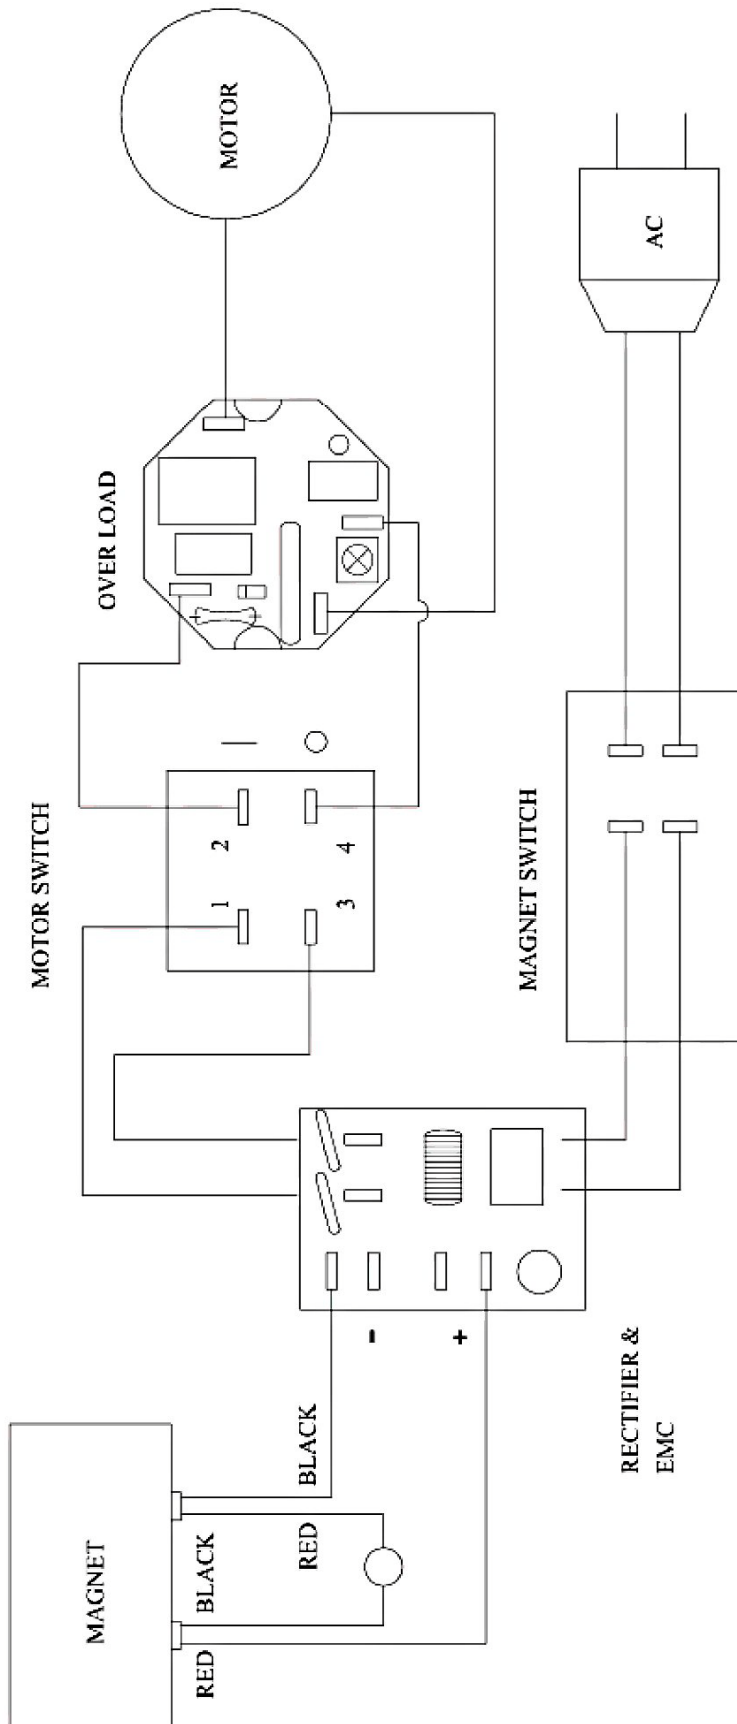 MAGNET
RED
BLACK
RED
BLACK
-
+
RECTIFIER &
EMC
MOTOR SWITCH
1
2
3
4
OVER LOAD
MOTOR
MAGNET SWITCH
AC